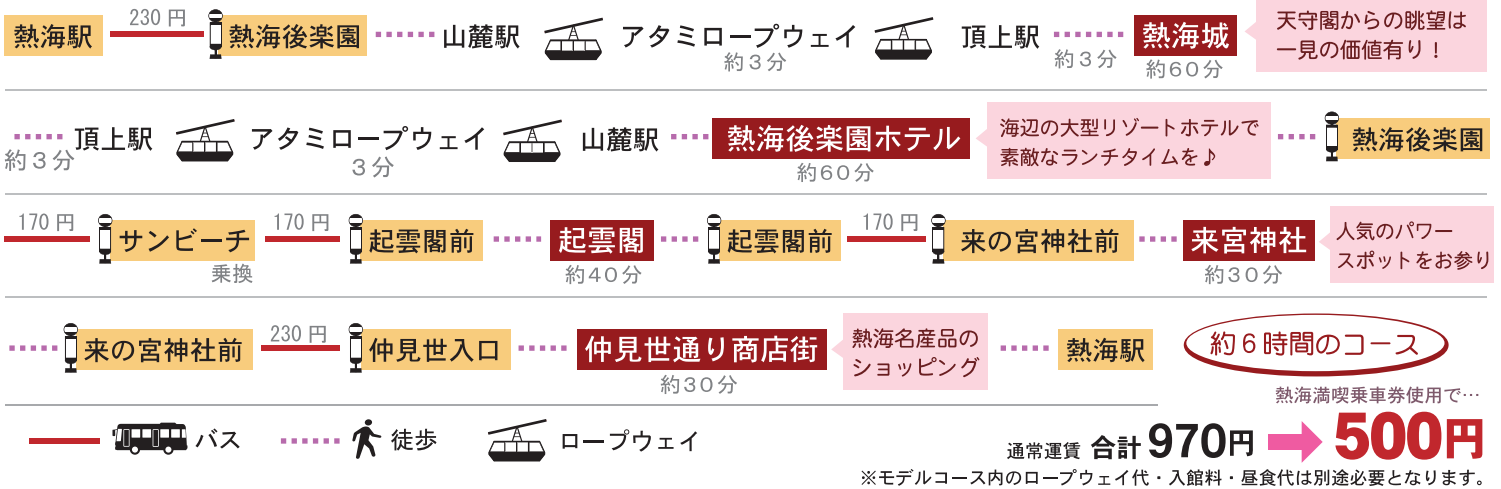 熱海駅 230円 熱海後楽園 山麓駅 アタミロープウェイ 約3分 頂上駅 約3分 熱海城 約60分
天守閣からの眺望は
一見の価値有り！
約3分 頂上駅 アタミロープウェイ 3分 山麓駅 熱海後楽園ホテル 約60分
海辺の大型リゾートホテルで
素敵なランチタイムを♪
熱海後楽園
170円 サンビーチ 乗換 170円 起雲閣前 起雲閣 約40分 起雲閣前 170円 来の宮神社前 来宮神社 約30分
人気のパワー
スポットをお参り
来の宮神社前 230円 仲見世入口 仲見世通り商店街 約30分
熱海名産品の
ショッピング
熱海駅
約6時間のコース
バス 徒歩 ロープウェイ
熱海満喫乗車券使用で…
通常運賃 合計970円 500円
※モデルコース内のロープウェイ代・入館料・昼食代は別途必要となります。